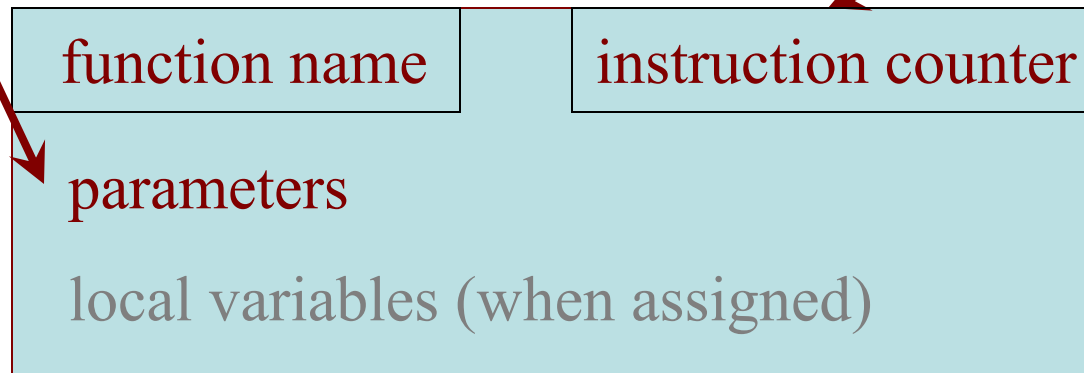 function name
instruction counter
parameters
local variables (when assigned)